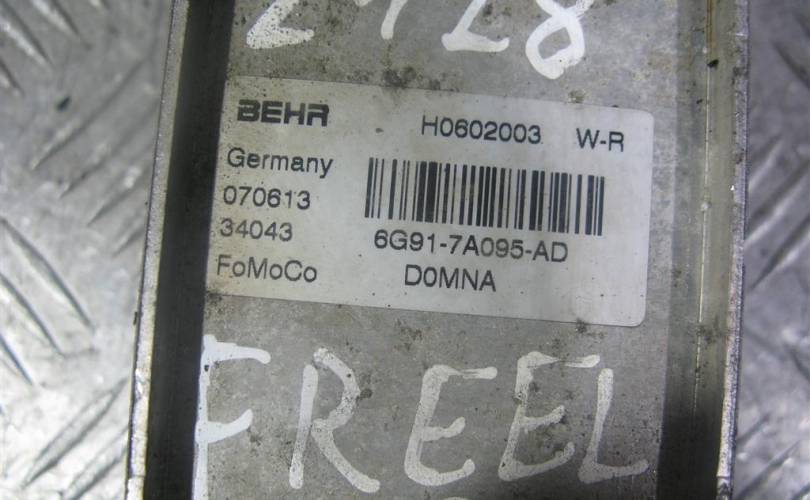 BEHR H0602003 W-R
Germany
070613
34043 6G91-7A095-AD
FoMoCo D0MNA
FREEL